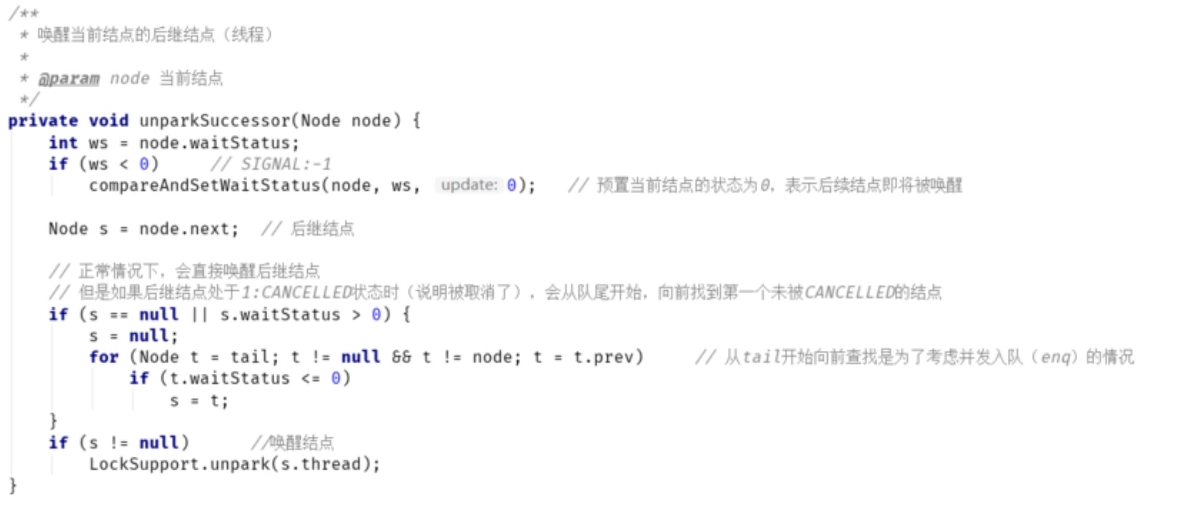 /**
 * 唤醒当前结点的后继结点（线程）
 *
 * @param node 当前结点
 */
private void unparkSuccessor(Node node) {
    int ws = node.waitStatus;
    if (ws < 0)     // SIGNAL:-1
        compareAndSetWaitStatus(node, ws,  update: 0);   // 预置当前结点的状态为0，表示后续结点即将被唤醒
    Node s = node.next;  // 后继结点
    // 正常情况下，会直接唤醒后继结点
    // 但是如果后继结点处于1:CANCELLED状态时（说明被取消了），会从队尾开始，向前找到第一个未被CANCELLED的结点
    if (s == null || s.waitStatus > 0) {
        s = null;
        for (Node t = tail; t != null && t != node; t = t.prev)     // 从tail开始向前查找是为了考虑并发入队（enq）的情况
            if (t.waitStatus <= 0)
                s = t;
    }
    if (s != null)      //唤醒结点
        LockSupport.unpark(s.thread);
}